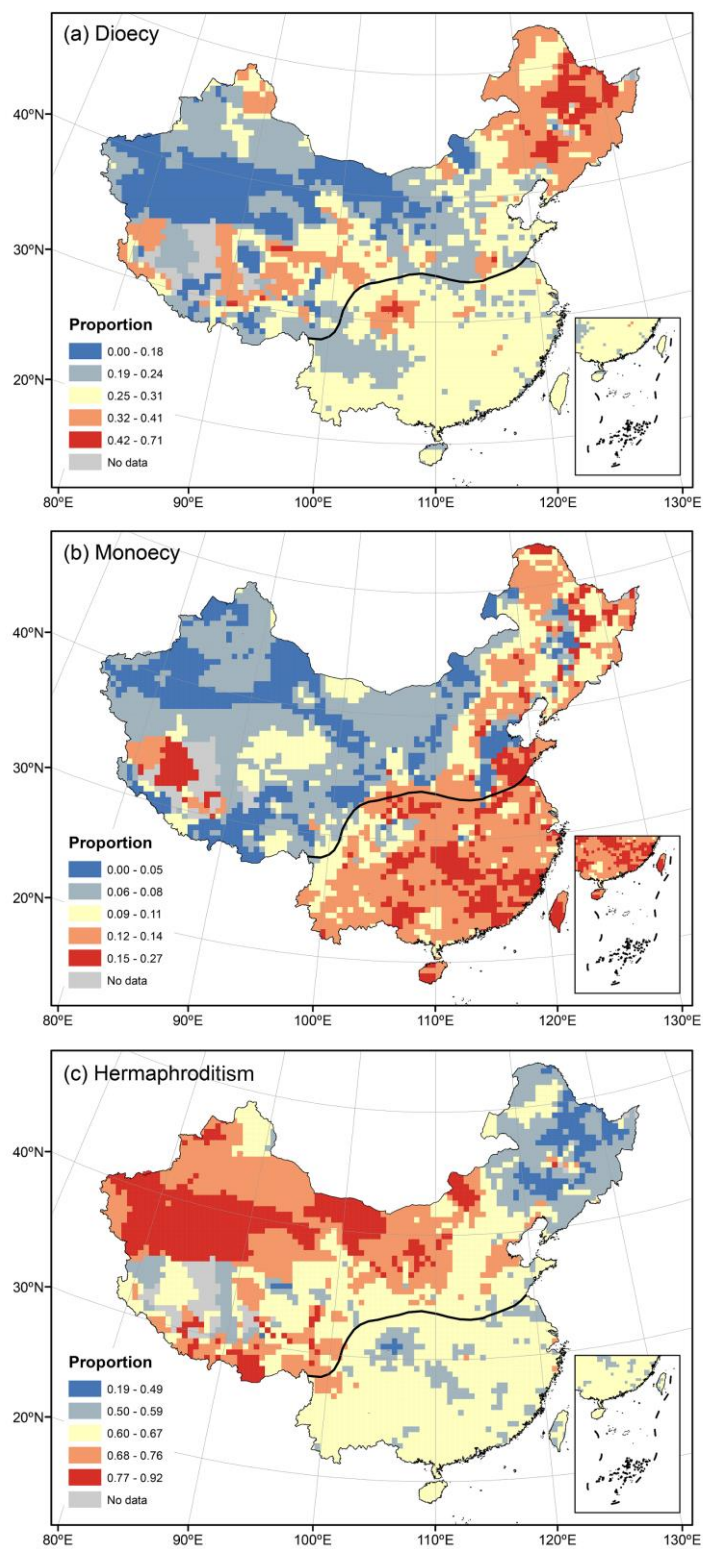 (a) Dioecy
40ºN
30ºN
20ºN
Proportion
0.00 - 0.18
0.19 - 0.24
0.25 - 0.31
0.32 - 0.41
0.42 - 0.71
No data
80ºE 90ºE 100ºE 110ºE 120ºE 130ºE
(b) Monoecy
40ºN
30ºN
20ºN
Proportion
0.00 - 0.05
0.06 - 0.08
0.09 - 0.11
0.12 - 0.14
0.15 - 0.27
No data
80ºE 90ºE 100ºE 110ºE 120ºE 130ºE
(c) Hermaphroditism
40ºN
30ºN
20ºN
Proportion
0.19 - 0.49
0.50 - 0.59
0.60 - 0.67
0.68 - 0.76
0.77 - 0.92
No data
80ºE 90ºE 100ºE 110ºE 120ºE 130ºE